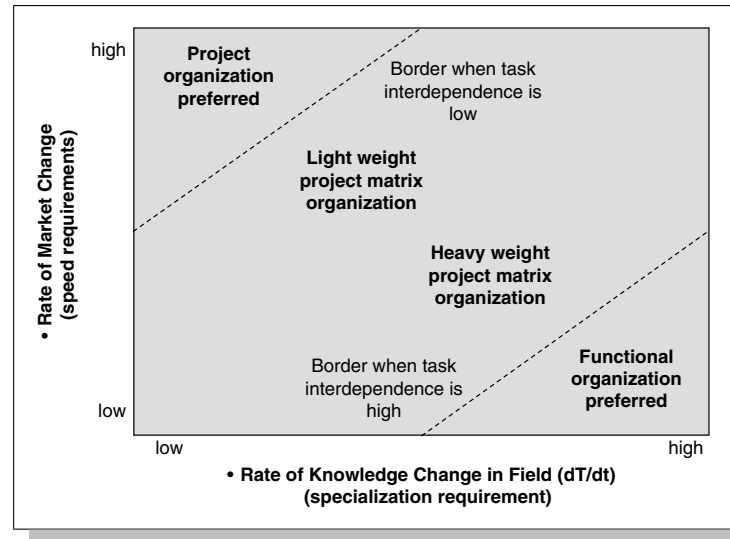 high
Project
organization
preferred
Border when task
interdependence is
low
Light weight
project matrix
organization
• Rate of Market Change
(speed requirements)
Heavy weight
project matrix
organization
Border when task
interdependence is
high
Functional
organization
preferred
low
low
high
• Rate of Knowledge Change in Field (dT/dt)
(specialization requirement)